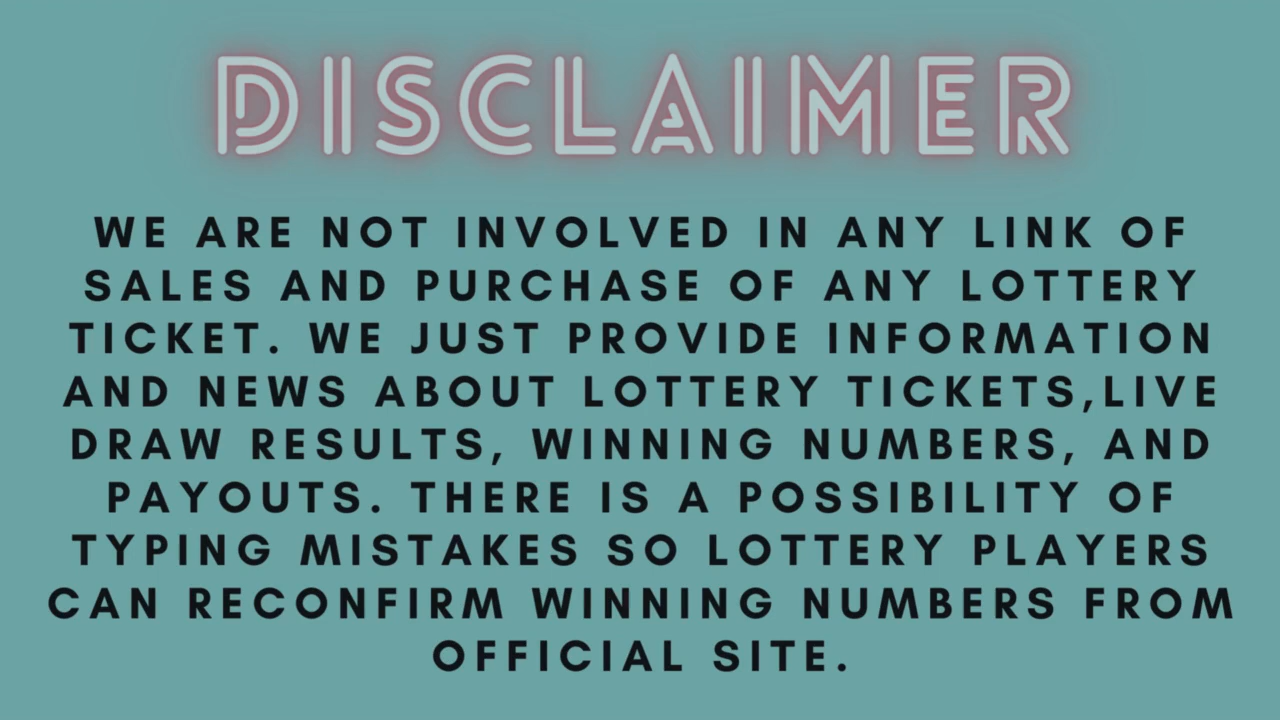 DISCLAIMER
WE ARE NOT INVOLVED IN ANY LINK OF
SALES AND PURCHASE OF ANY LOTTERY
TICKET. WE JUST PROVIDE INFORMATION
AND NEWS ABOUT LOTTERY TICKETS,LIVE
DRAW RESULTS, WINNING NUMBERS, AND
PAYOUTS. THERE IS A POSSIBILITY OF
TYPING MISTAKES SO LOTTERY PLAYERS
CAN RECONFIRM WINNING NUMBERS FROM
OFFICIAL SITE.